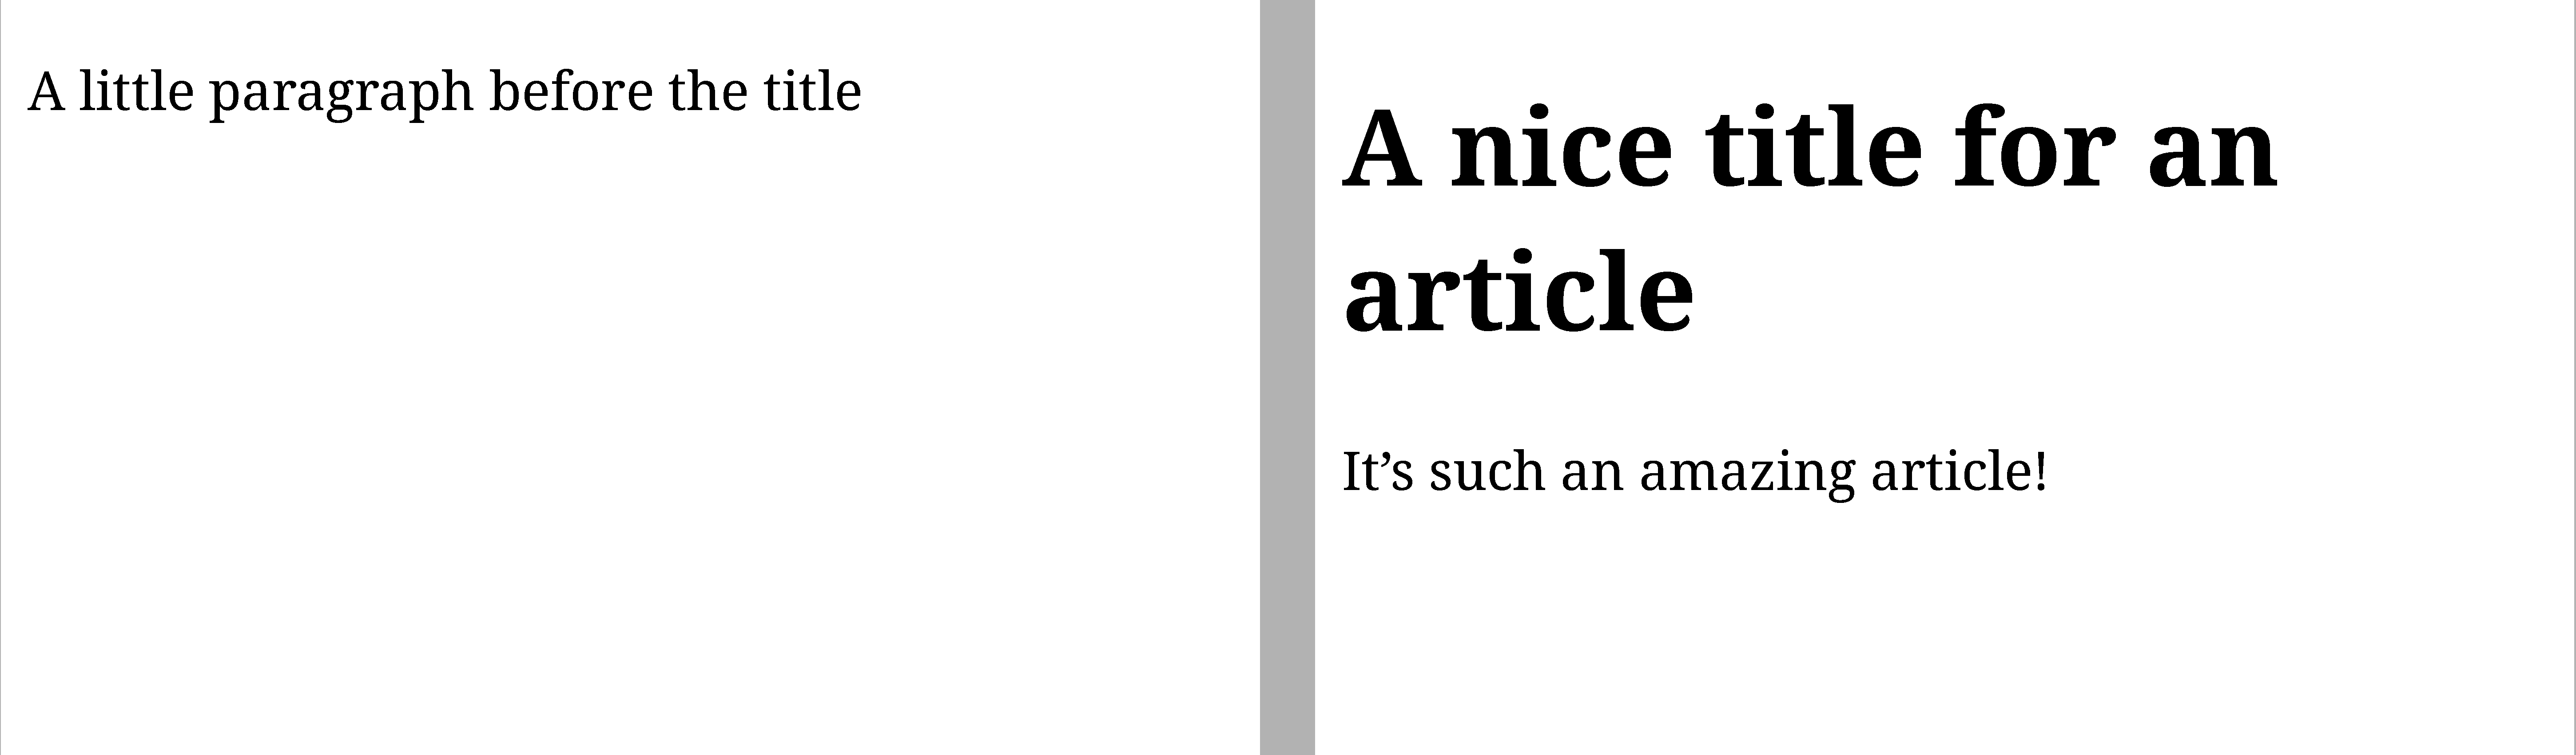 A little paragraph before the title
A nice title for an
article
It’s such an amazing article!